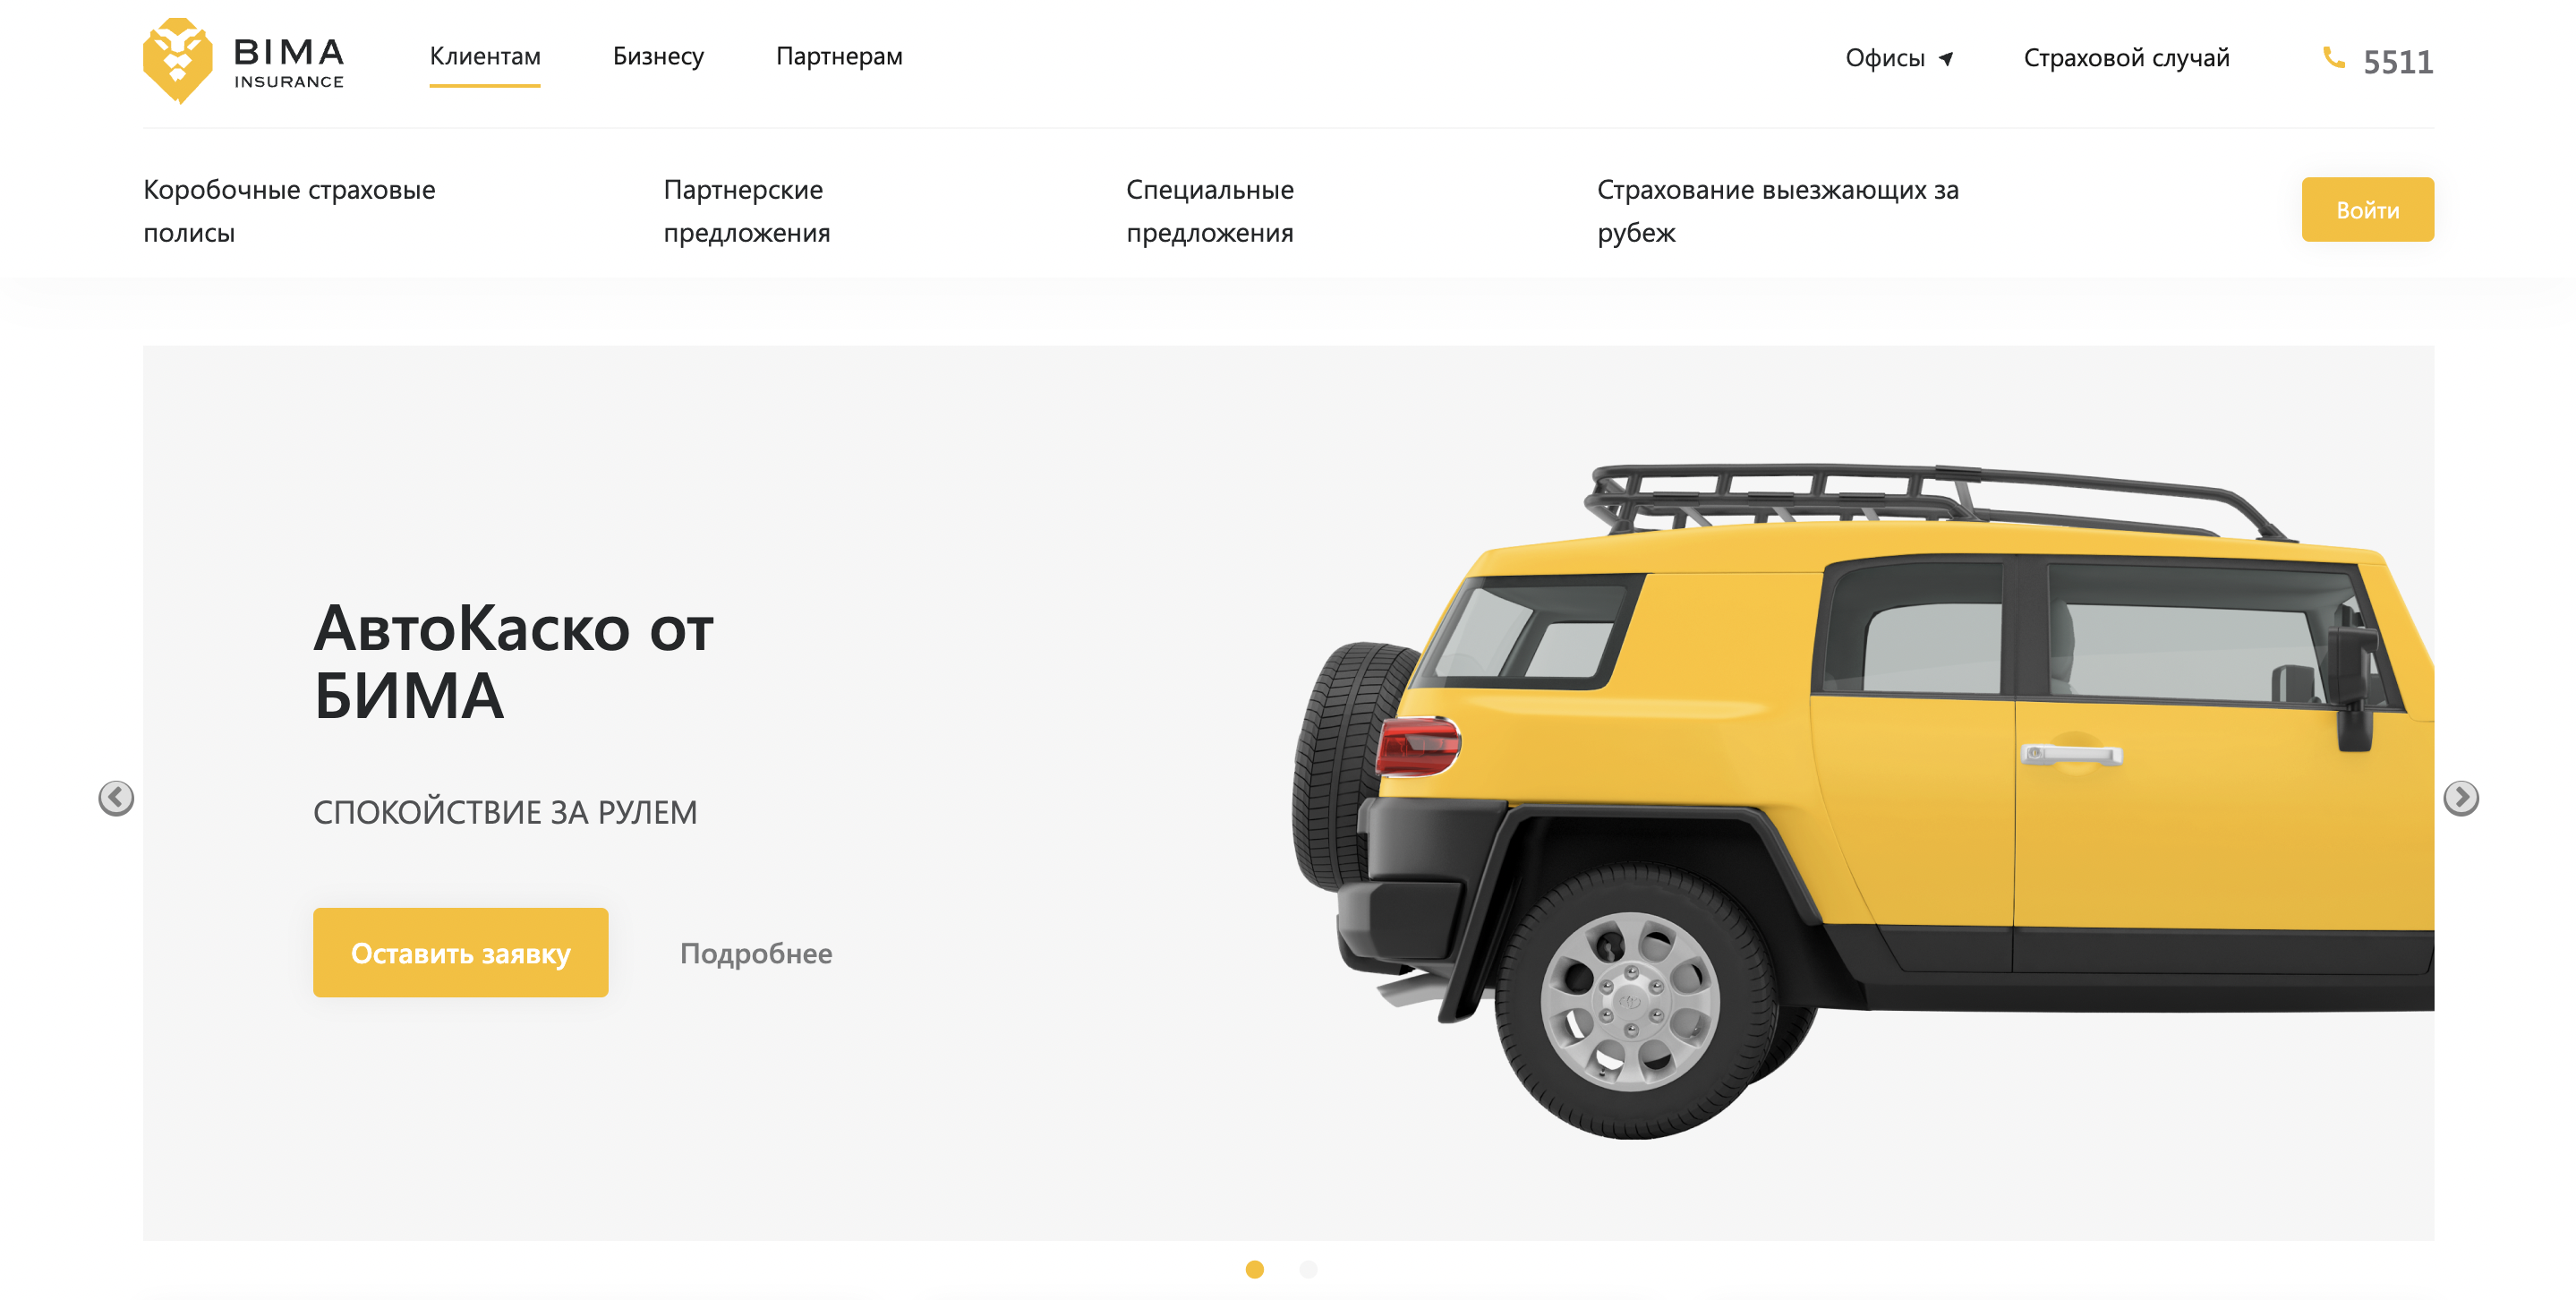 BIMA
INSURANCE
Клиентам
Бизнесу
Партнерам
Офисы
Страховой случай
5511
Коробочные страховые
полисы
Партнерские
предложения
Специальные
предложения
Страхование выезжающих за
рубеж
Войти
АвтоКаско от
БИМА
СПОКОЙСТВИЕ ЗА РУЛЕМ
Оставить заявку
Подробнее